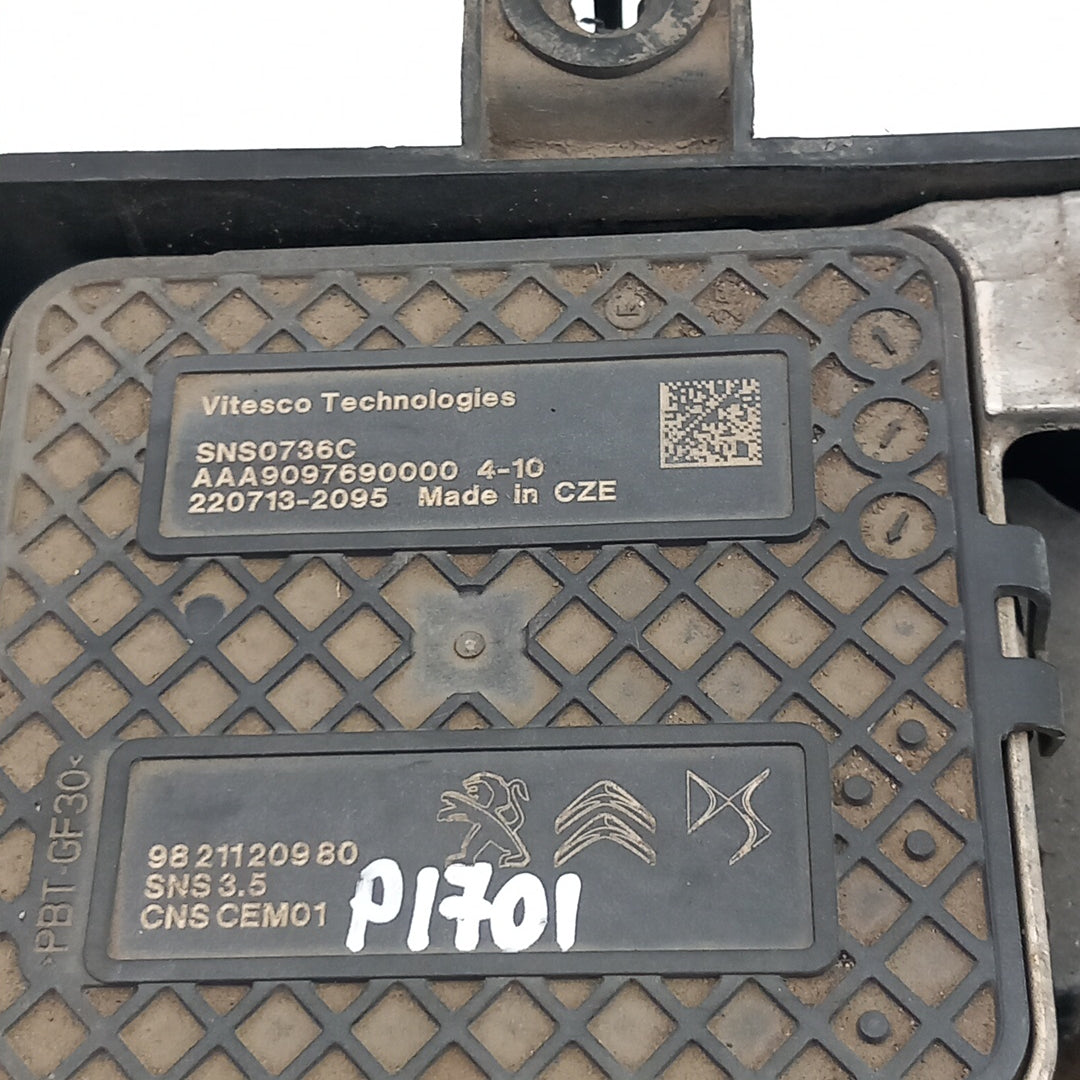 Vitesco Technologies
SNS0736C
AAA9097690000 4-10
220713-2095 Made in CZE
>PBT-GF30<
98 211209 80
SNS 3.5
CNS CEM01
P1701
DS